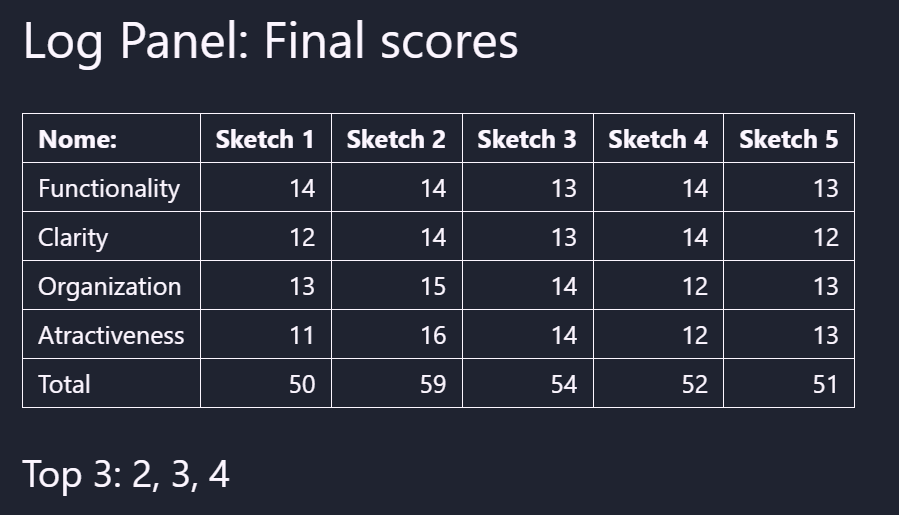 Log Panel: Final scores
Nome: Sketch 1 Sketch 2 Sketch 3 Sketch 4 Sketch 5
Functionality 14 14 13 14 13
Clarity 12 14 13 14 12
Organization 13 15 14 12 13
Atractiveness 11 16 14 12 13
Total 50 59 54 52 51
Top 3: 2, 3, 4